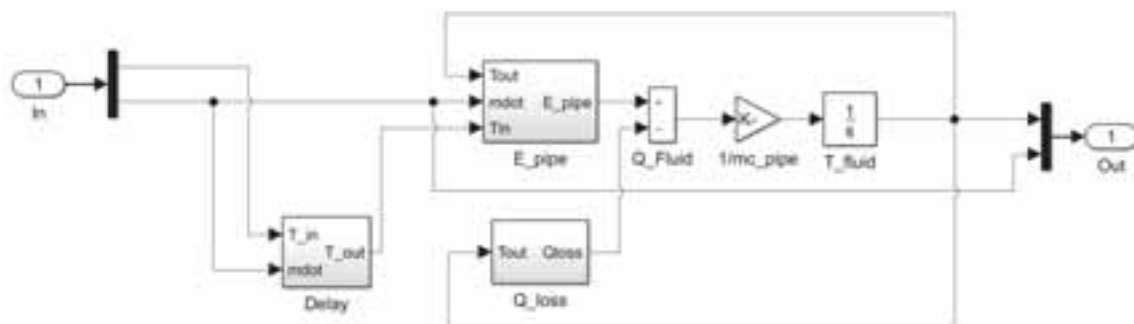 1
In
Tout
mdot
Tin
E_pipe
E_pipe
+
−
Q_Fluid
K-
1/mc_pipe
1
s
T_fluid
1
Out
T_in
mdot
T_out
Delay
Tout
Qloss
Q_loss